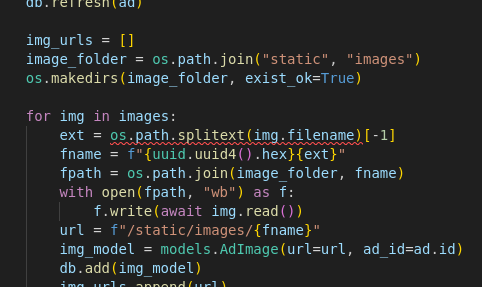 db.refresh(ad)
img_urls = []
image_folder = os.path.join("static", "images")
os.makedirs(image_folder, exist_ok=True)
for img in images:
ext = os.path.splitext(img.filename)[-1]
fname = f"{uuid.uuid4().hex}{ext}"
fpath = os.path.join(image_folder, fname)
with open(fpath, "wb") as f:
f.write(await img.read())
url = f"/static/images/{fname}"
img_model = models.AdImage(url=url, ad_id=ad.id)
db.add(img_model)
img_urls.append(url)